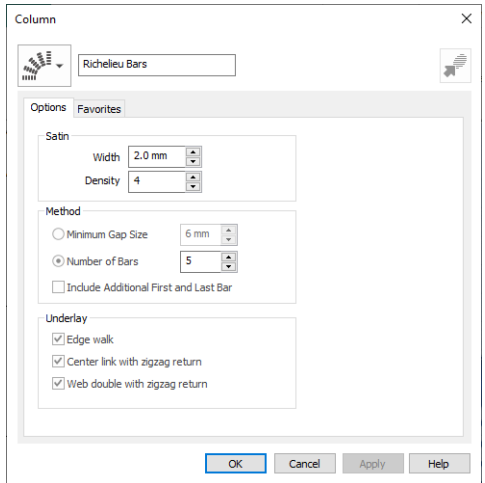 Column
Richelieu Bars
Options Favorites
Satin
Width 2.0 mm
Density 4
Method
Minimum Gap Size 6 mm
Number of Bars 5
Include Additional First and Last Bar
Underlay
Edge walk
Center link with zigzag return
Web double with zigzag return
OK Cancel Apply Help